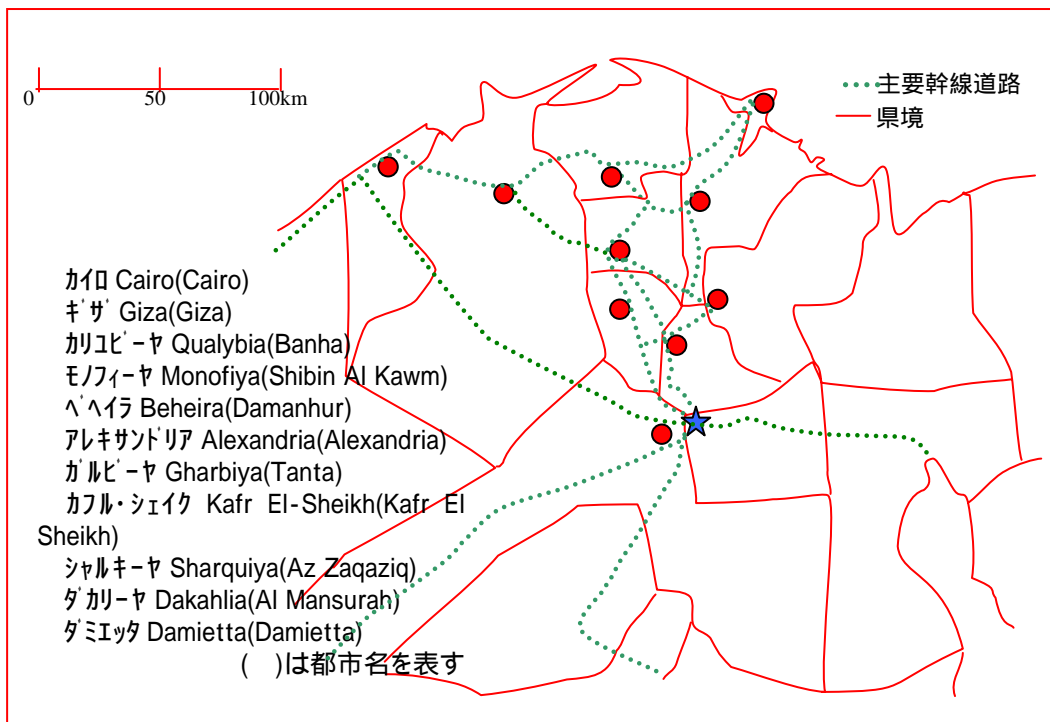 0 50 100km
主要幹線道路
県境
ｶｲﾛ Cairo(Cairo)
ｷﾞｻﾞ Giza(Giza)
ｶﾘﾕﾋﾞｰﾔ Qualybia(Banha)
ﾓﾉﾌｨｰﾔ Monofiya(Shibin Al Kawm)
ﾍﾞﾍｲﾗ Beheira(Damanhur)
ｱﾚｷｻﾝﾄﾞﾘｱ Alexandria(Alexandria)
ｶﾞﾙﾋﾞｰﾔ Gharbiya(Tanta)
ｶﾌﾙ･ｼｪｲｸ Kafr El-Sheikh(Kafr El
Sheikh)
ｼｬﾙｷｰﾔ Sharquiya(Az Zaqaziq)
ﾀﾞｶﾘｰﾔ Dakahlia(Al Mansurah)
ﾀﾞﾐｴｯﾀ Damietta(Damietta)
(　)は都市名を表す